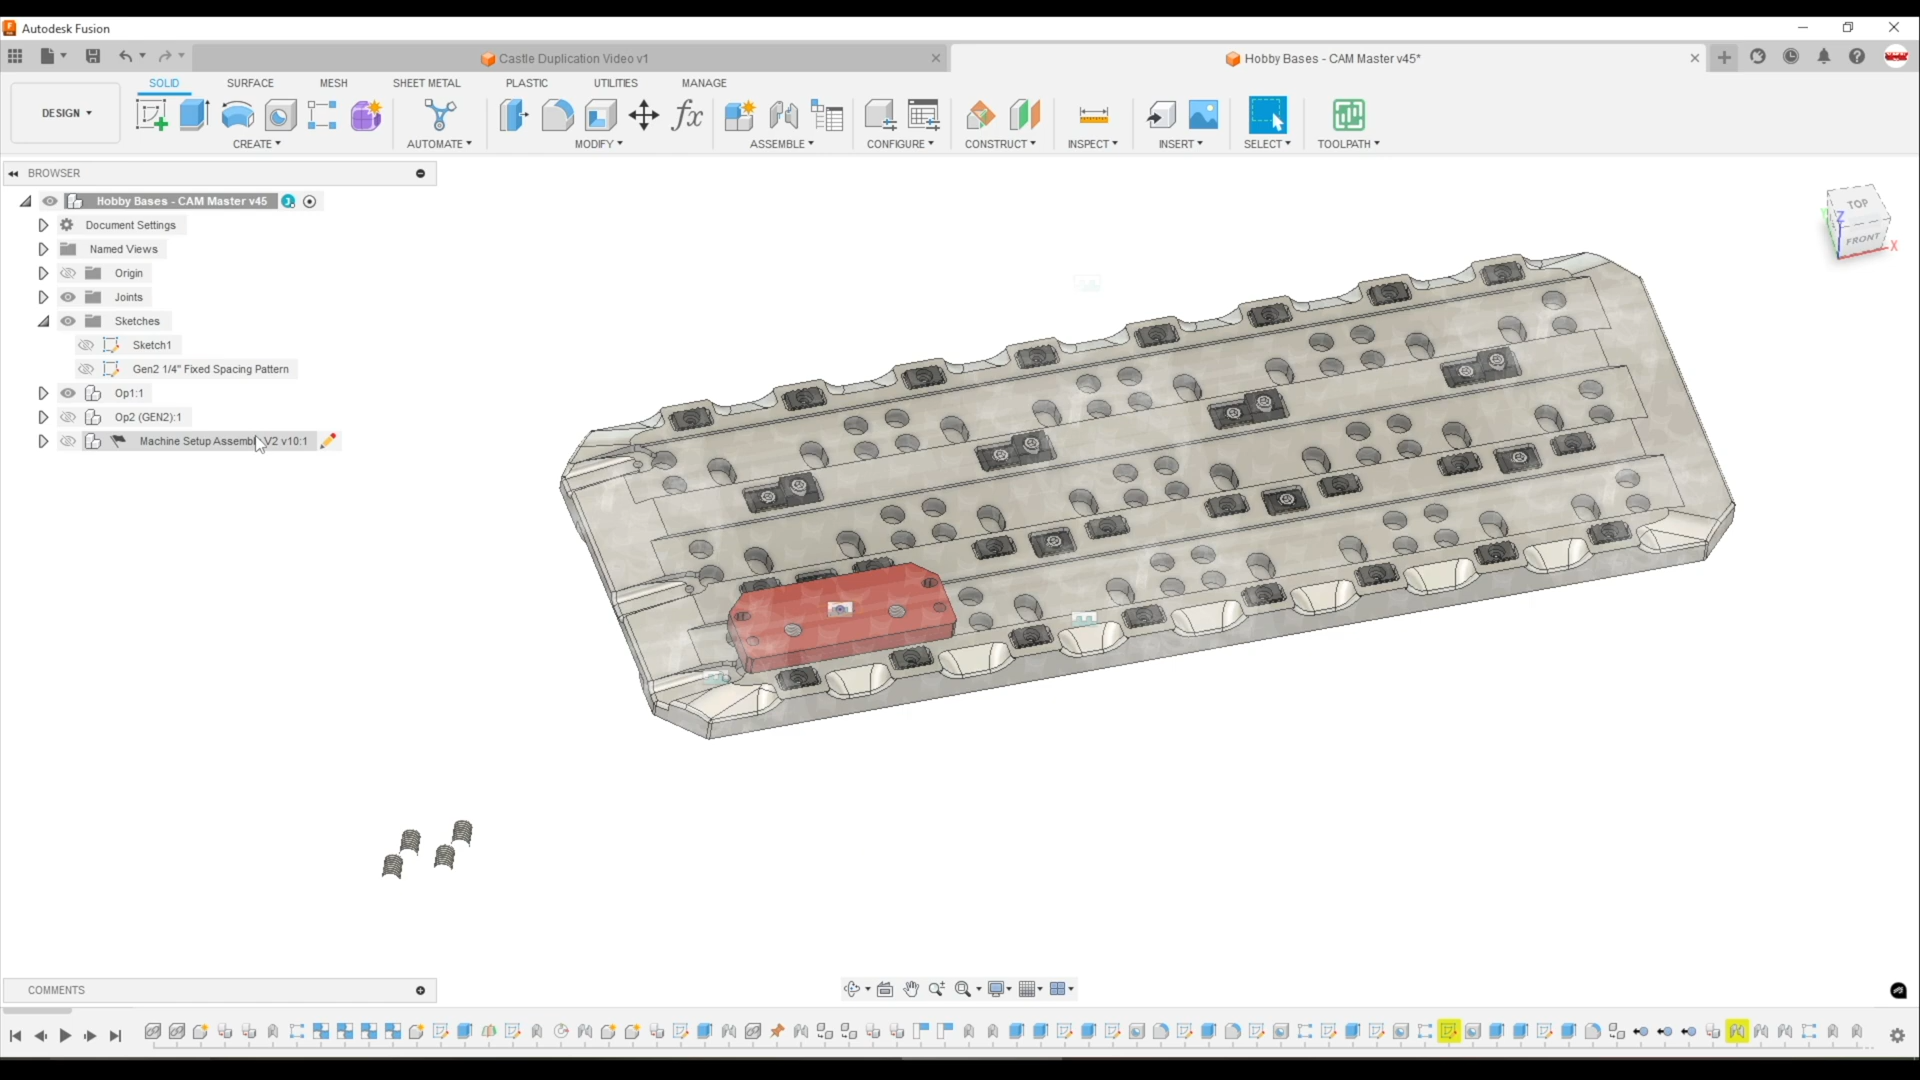 Autodesk Fusion
Castle Duplication Video v1
Hobby Bases - CAM Master v45*
SOLID
SURFACE
MESH
SHEET METAL
PLASTIC
UTILITIES
MANAGE
DESIGN
CREATE
AUTOMATE
MODIFY
ASSEMBLE
CONFIGURE
CONSTRUCT
INSPECT
INSERT
SELECT
TOOLPATH
BROWSER
Hobby Bases - CAM Master v45
Document Settings
Named Views
Origin
Joints
Sketches
Sketch1
Gen2 1/4" Fixed Spacing Pattern
Op1:1
Op2 (GEN2):1
Machine Setup V2 v10:1
TOP
FRONT
Z
X
COMMENTS